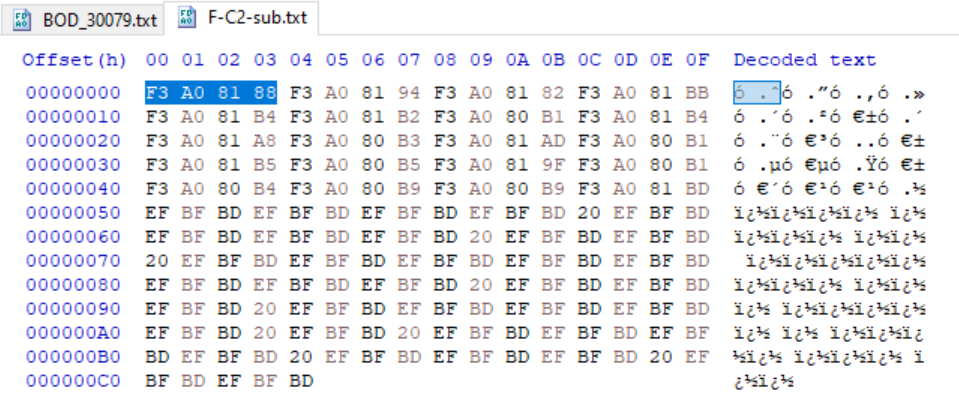 BOD_30079.txt F-C2-sub.txt
Offset(h) 00 01 02 03 04 05 06 07 08 09 0A 0B 0C 0D 0E 0F Decoded text
00000000 F3 A0 81 88 F3 A0 81 94 F3 A0 81 82 F3 A0 81 BB ó .ˆó .”ó .‚ó .»
00000010 F3 A0 81 B4 F3 A0 81 B2 F3 A0 80 B1 F3 A0 81 B4 ó .´ó .²ó €±ó .´
00000020 F3 A0 81 A8 F3 A0 80 B3 F3 A0 81 AD F3 A0 80 B1 ó .¨ó €³ó ..ó €±
00000030 F3 A0 81 B5 F3 A0 80 B5 F3 A0 81 9F F3 A0 80 B1 ó .µó €µó .Ÿó €±
00000040 F3 A0 80 B4 F3 A0 80 B9 F3 A0 80 B9 F3 A0 81 BD ó €´ó €¹ó €¹ó .½
00000050 EF BF BD EF BF BD EF BF BD EF BF BD 20 EF BF BD ï¿½ï¿½ï¿½ï¿½ ï¿½
00000060 EF BF BD EF BF BD EF BF BD 20 EF BF BD EF BF BD ï¿½ï¿½ï¿½ ï¿½ï¿½
00000070 20 EF BF BD EF BF BD EF BF BD EF BF BD EF BF BD  ï¿½ï¿½ï¿½ï¿½ï¿½
00000080 EF BF BD EF BF BD EF BF BD 20 EF BF BD EF BF BD ï¿½ï¿½ï¿½ ï¿½ï¿½
00000090 EF BF BD 20 EF BF BD EF BF BD EF BF BD EF BF BD ï¿½ ï¿½ï¿½ï¿½ï¿½
000000A0 EF BF BD 20 EF BF BD 20 EF BF BD EF BF BD EF BF ï¿½ ï¿½ ï¿½ï¿½ï¿
000000B0 BD EF BF BD 20 EF BF BD EF BF BD EF BF BD 20 EF ½ï¿½ ï¿½ï¿½ï¿½ ï
000000C0 BF BD EF BF BD ¿½ï¿½